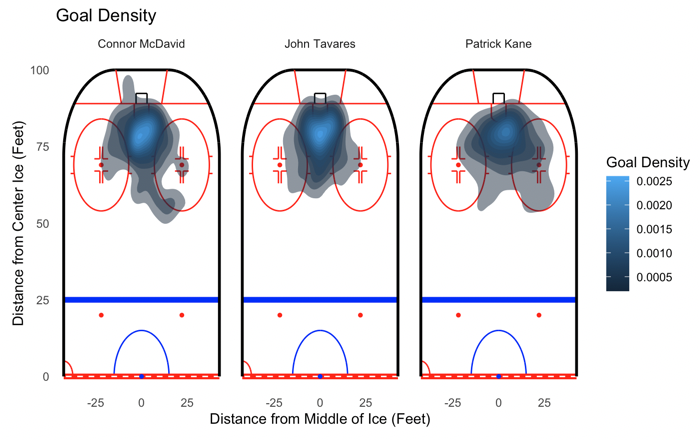 Goal Density
Connor McDavid John Tavares Patrick Kane
100
75
50
25
0
Distance from Center Ice (Feet)
-25 0 25 -25 0 25 -25 0 25
Distance from Middle of Ice (Feet)
Goal Density
0.0025
0.0020
0.0015
0.0010
0.0005